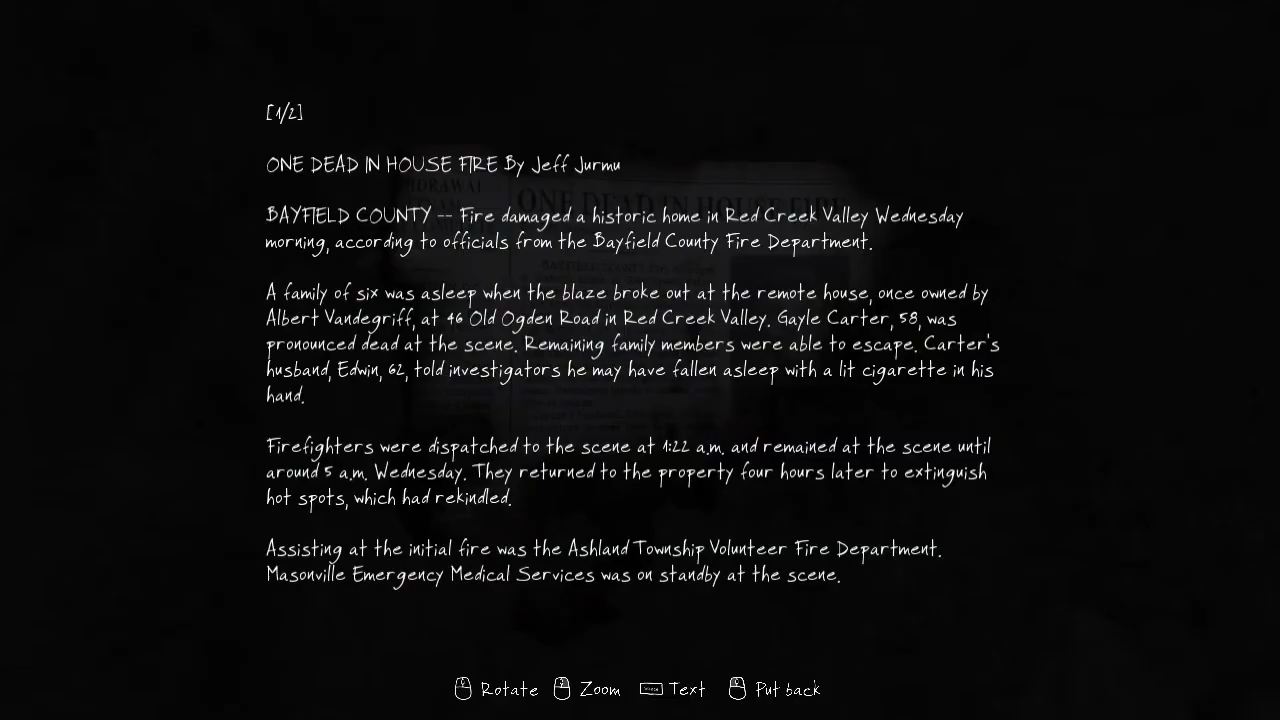 [1/2]
ONE DEAD IN HOUSE FIRE By Jeff Jurmu
BAYFIELD COUNTY -- Fire damaged a historic home in Red Creek Valley Wednesday
morning, according to officials from the Bayfield County Fire Department.
A family of six was asleep when the blaze broke out at the remote house, once owned by
Albert Vandegriff, at 46 Old Ogden Road in Red Creek Valley. Gayle Carter, 58, was
pronounced dead at the scene. Remaining family members were able to escape. Carter's
husband, Edwin, 62, told investigators he may have fallen asleep with a lit cigarette in his
hand.
Firefighters were dispatched to the scene at 1:22 a.m. and remained at the scene until
around 5 a.m. Wednesday. They returned to the property four hours later to extinguish
hot spots, which had rekindled.
Assisting at the initial fire was the Ashland Township Volunteer Fire Department.
Masonville Emergency Medical Services was on standby at the scene.
Rotate Zoom Text Put back